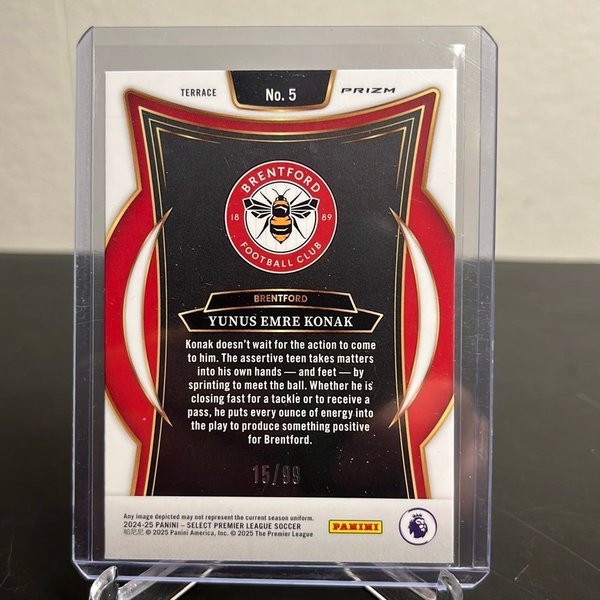 TERRACE
No. 5
PRIZM
BRENTFORD
18 89
FOOTBALL CLUB
BRENTFORD
YUNUS EMRE KONAK
Konak doesn't wait for the action to come
to him. The assertive teen takes matters
into his own hands — and feet — by
sprinting to meet the ball. Whether he is
closing fast for a tackle or to receive a
pass, he puts every ounce of energy into
the play to produce something positive
for Brentford.
15/99
Any image depicted may not represent the current season uniform.
2024-25 PANINI – SELECT PREMIER LEAGUE SOCCER
帕尼尼 © 2025 Panini America, Inc. © 2025 The Premier League
PANINI